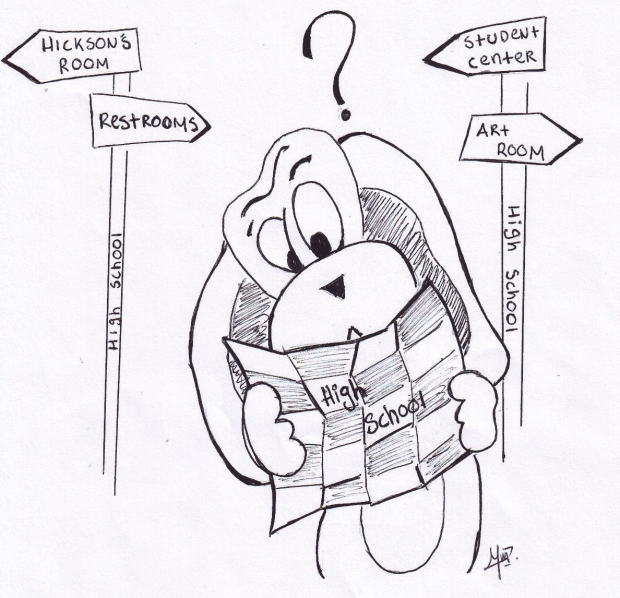 HICKSON'S
ROOM
RESTROOMS
High School
?
STUDENT
CENTER
ART
ROOM
High School
High
School